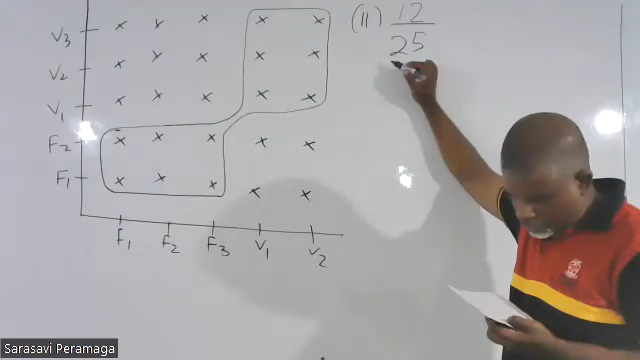 (ii) 12
25
V3
V2
V1
F2
F1
F1 F2 F3 V1 V2
Sarasavi Peramaga